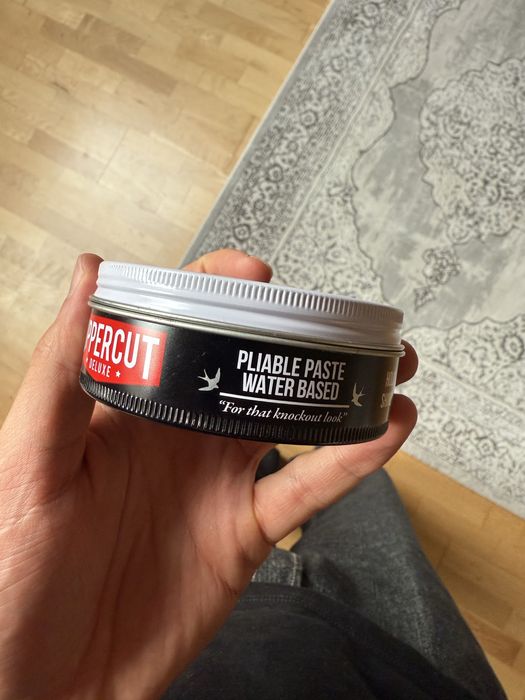 PPERCUT
DELUXE
PLIABLE PASTE
WATER BASED
"For that knockout look"